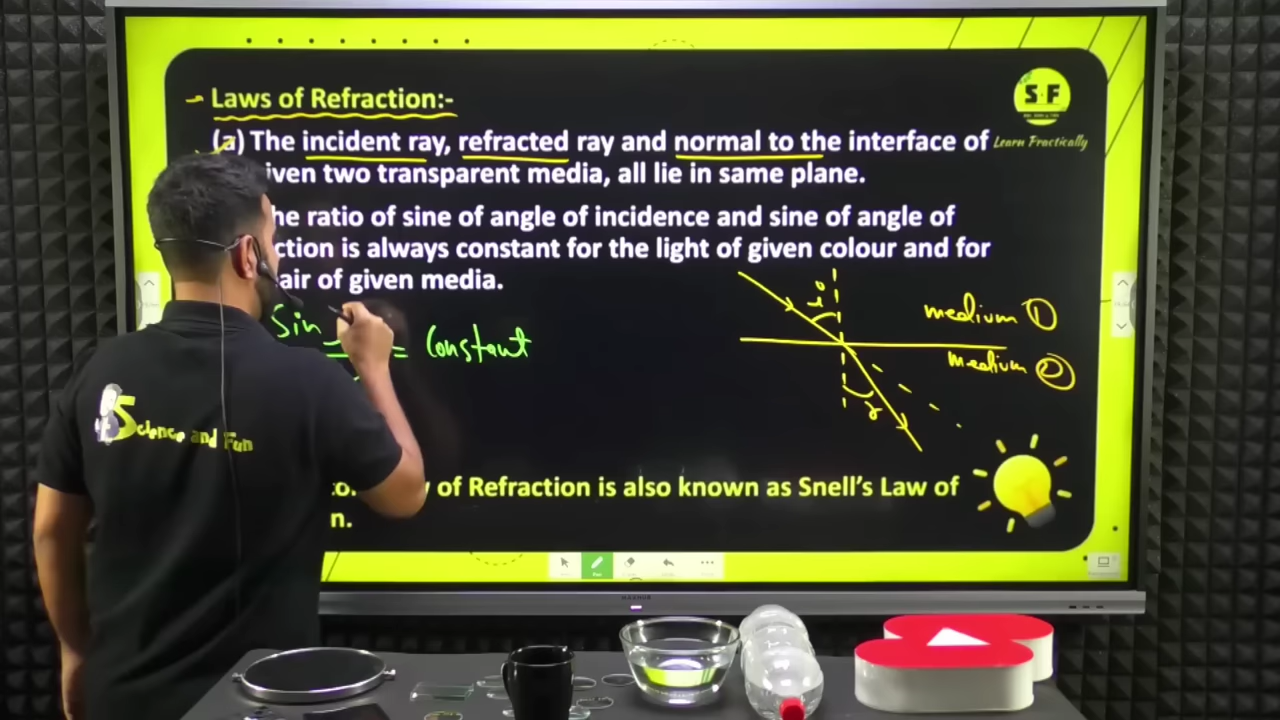 Laws of Refraction:-
(a) The incident ray, refracted ray and normal to the interface of
iven two transparent media, all lie in same plane.
he ratio of sine of angle of incidence and sine of angle of
ction is always constant for the light of given colour and for
air of given media.
Sin
= Constant
i°
r
medium ①
medium ②
y of Refraction is also known as Snell's Law of
n.
S F
Learn Practically
Science and Fun